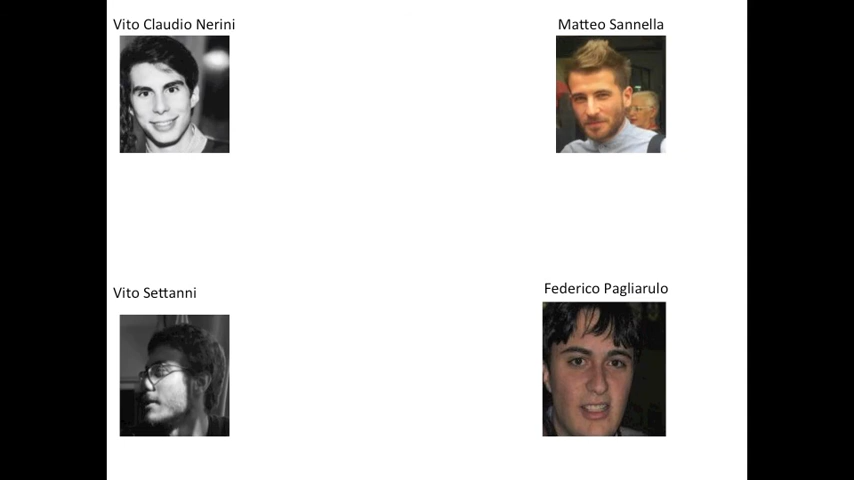 Vito Claudio Nerini
Matteo Sannella
Vito Settanni
Federico Pagliarulo